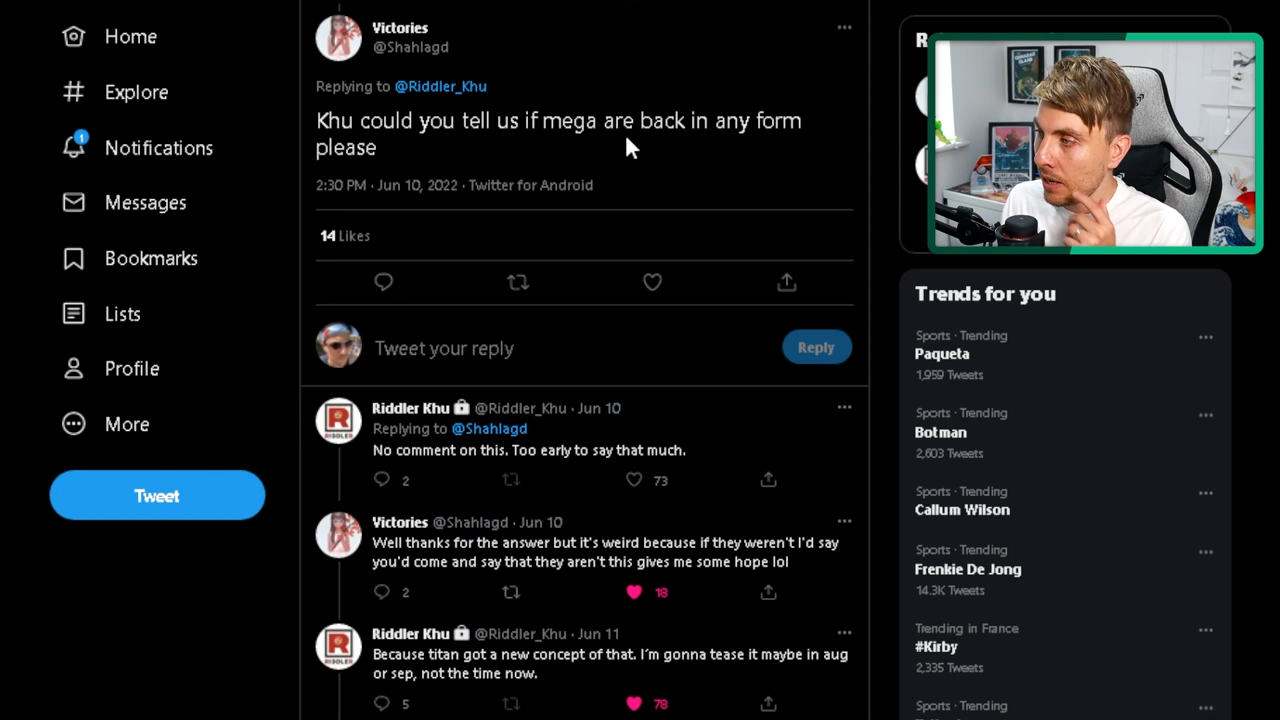 Home
Explore
1
Notifications
Messages
Bookmarks
Lists
Profile
More
Tweet
Victories
@Shahlagd
Replying to @Riddler_Khu
Khu could you tell us if mega are back in any form
please
2:30 PM · Jun 10, 2022 · Twitter for Android
14 Likes
Tweet your reply
Reply
Riddler Khu @Riddler_Khu · Jun 10
Replying to @Shahlagd
No comment on this. Too early to say that much.
2
73
Victories @Shahlagd · Jun 10
Well thanks for the answer but it's weird because if they weren't I'd say
you'd come and say that they aren't this gives me some hope lol
2
18
Riddler Khu @Riddler_Khu · Jun 11
Because titan got a new concept of that. I´m gonna tease it maybe in aug
or sep, not the time now.
5
78
Trends for you
Sports · Trending
Paqueta
1,959 Tweets
Sports · Trending
Botman
2,603 Tweets
Sports · Trending
Callum Wilson
Sports · Trending
Frenkie De Jong
14.3K Tweets
Trending in France
#Kirby
2,335 Tweets
Sports · Trending